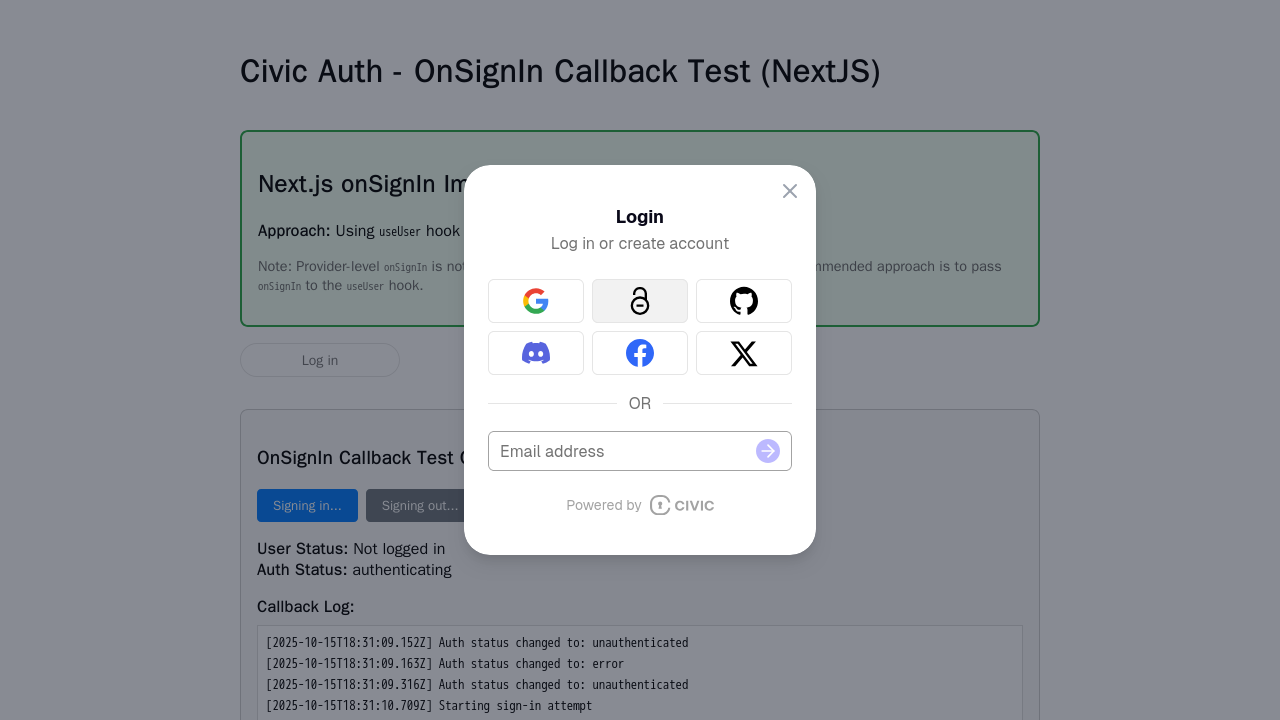 Civic Auth - OnSignIn Callback Test (NextJS)
Next.js onSignIn Im
Approach: Using useUser hook
Note: Provider-level onSignIn is not
mmended approach is to pass
onSignIn to the useUser hook.
Log in
Login
Log in or create account
OR
Email address
Powered by CIVIC
OnSignIn Callback Test
Signing in...
Signing out...
User Status: Not logged in
Auth Status: authenticating
Callback Log:
[2025-10-15T18:31:09.152Z] Auth status changed to: unauthenticated
[2025-10-15T18:31:09.163Z] Auth status changed to: error
[2025-10-15T18:31:09.316Z] Auth status changed to: unauthenticated
[2025-10-15T18:31:10.709Z] Starting sign-in attempt